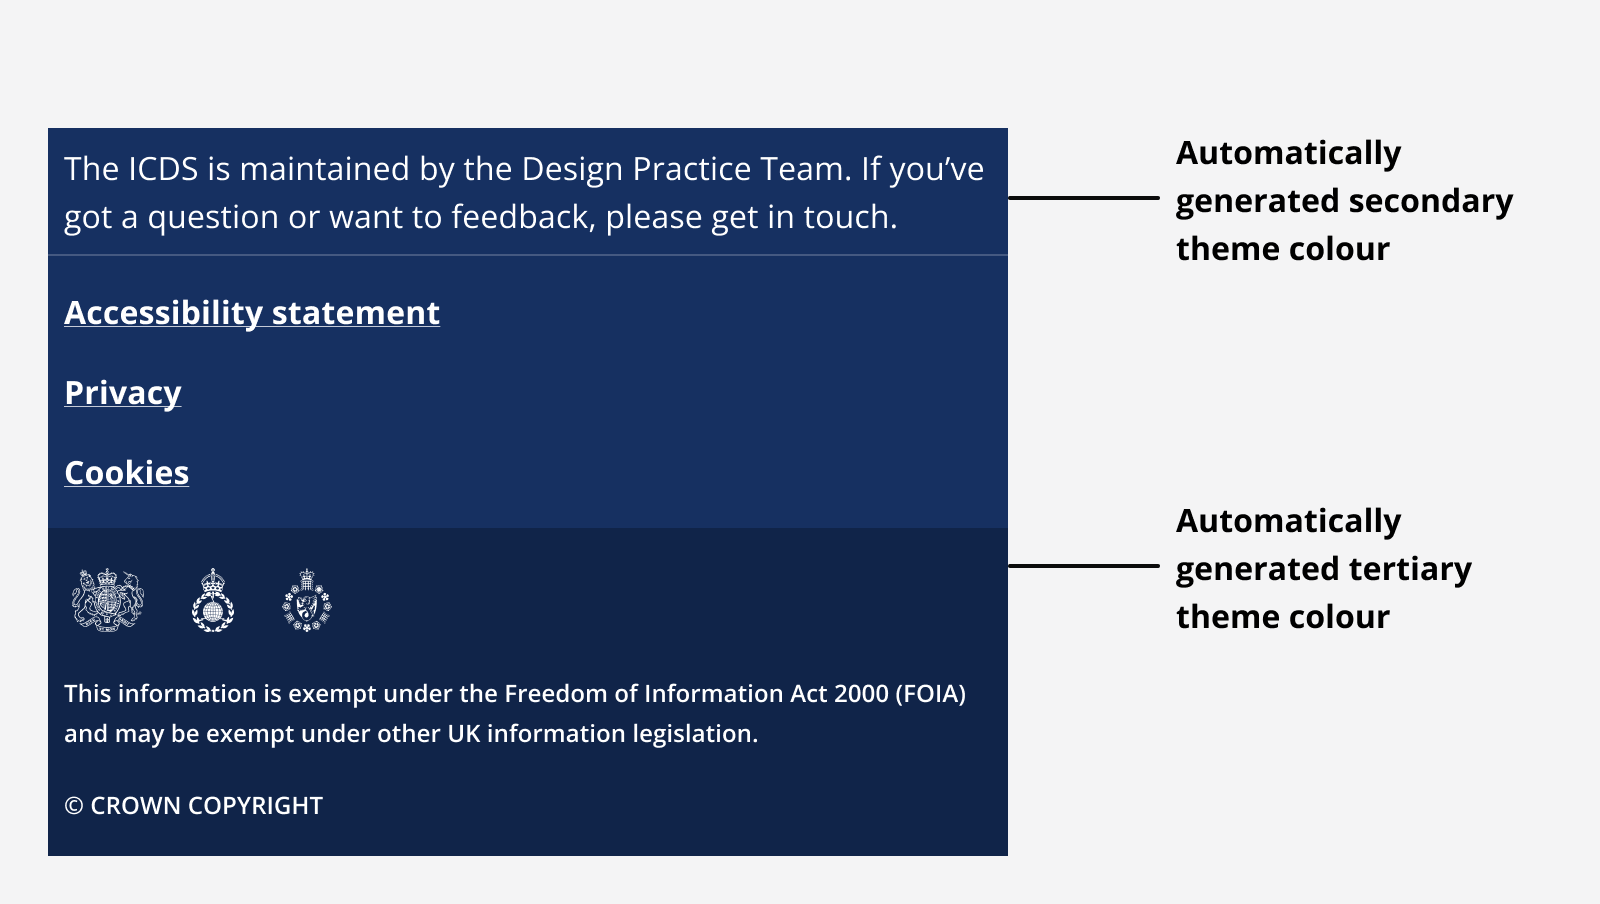 The ICDS is maintained by the Design Practice Team. If you’ve
got a question or want to feedback, please get in touch.
Accessibility statement
Privacy
Cookies
This information is exempt under the Freedom of Information Act 2000 (FOIA)
and may be exempt under other UK information legislation.
© CROWN COPYRIGHT
Automatically
generated secondary
theme colour
Automatically
generated tertiary
theme colour